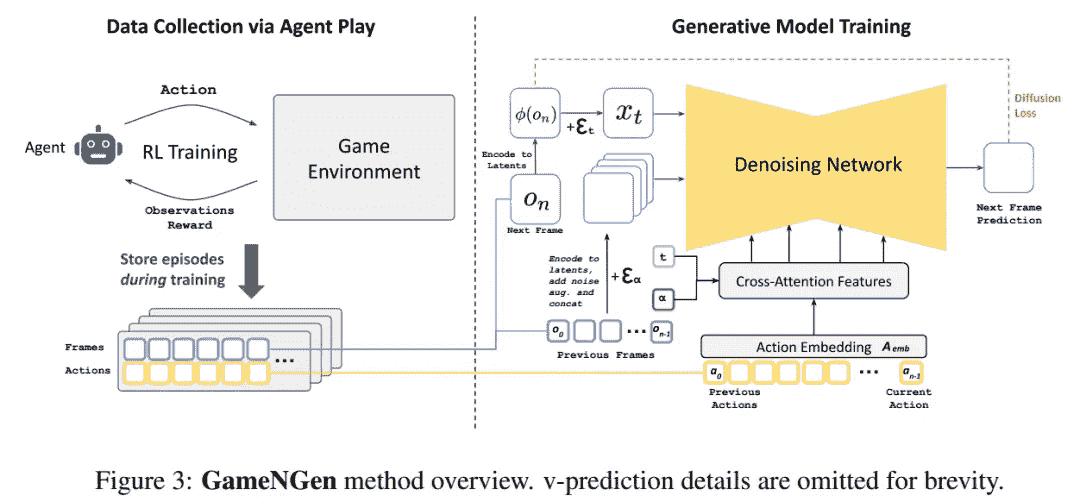 Data Collection via Agent Play
Action
Agent
RL Training
Observations
Reward
Game
Environment
Store episodes
during training
Frames
Actions
...
Generative Model Training
ϕ(oₙ)
+Ɛₜ
xₜ
Encode to
Latents
oₙ
Next Frame
Denoising Network
Diffusion
Loss
Next Frame
Prediction
Encode to
latents,
add noise
aug. and
concat
+Ɛα
t
α
Cross-Attention Features
o₀
...
oₙ₋₁
Previous Frames
Action Embedding A emb
a₀
...
aₙ₋₁
Previous
Actions
Current
Action
Figure 3: GameNGen method overview. v-prediction details are omitted for brevity.